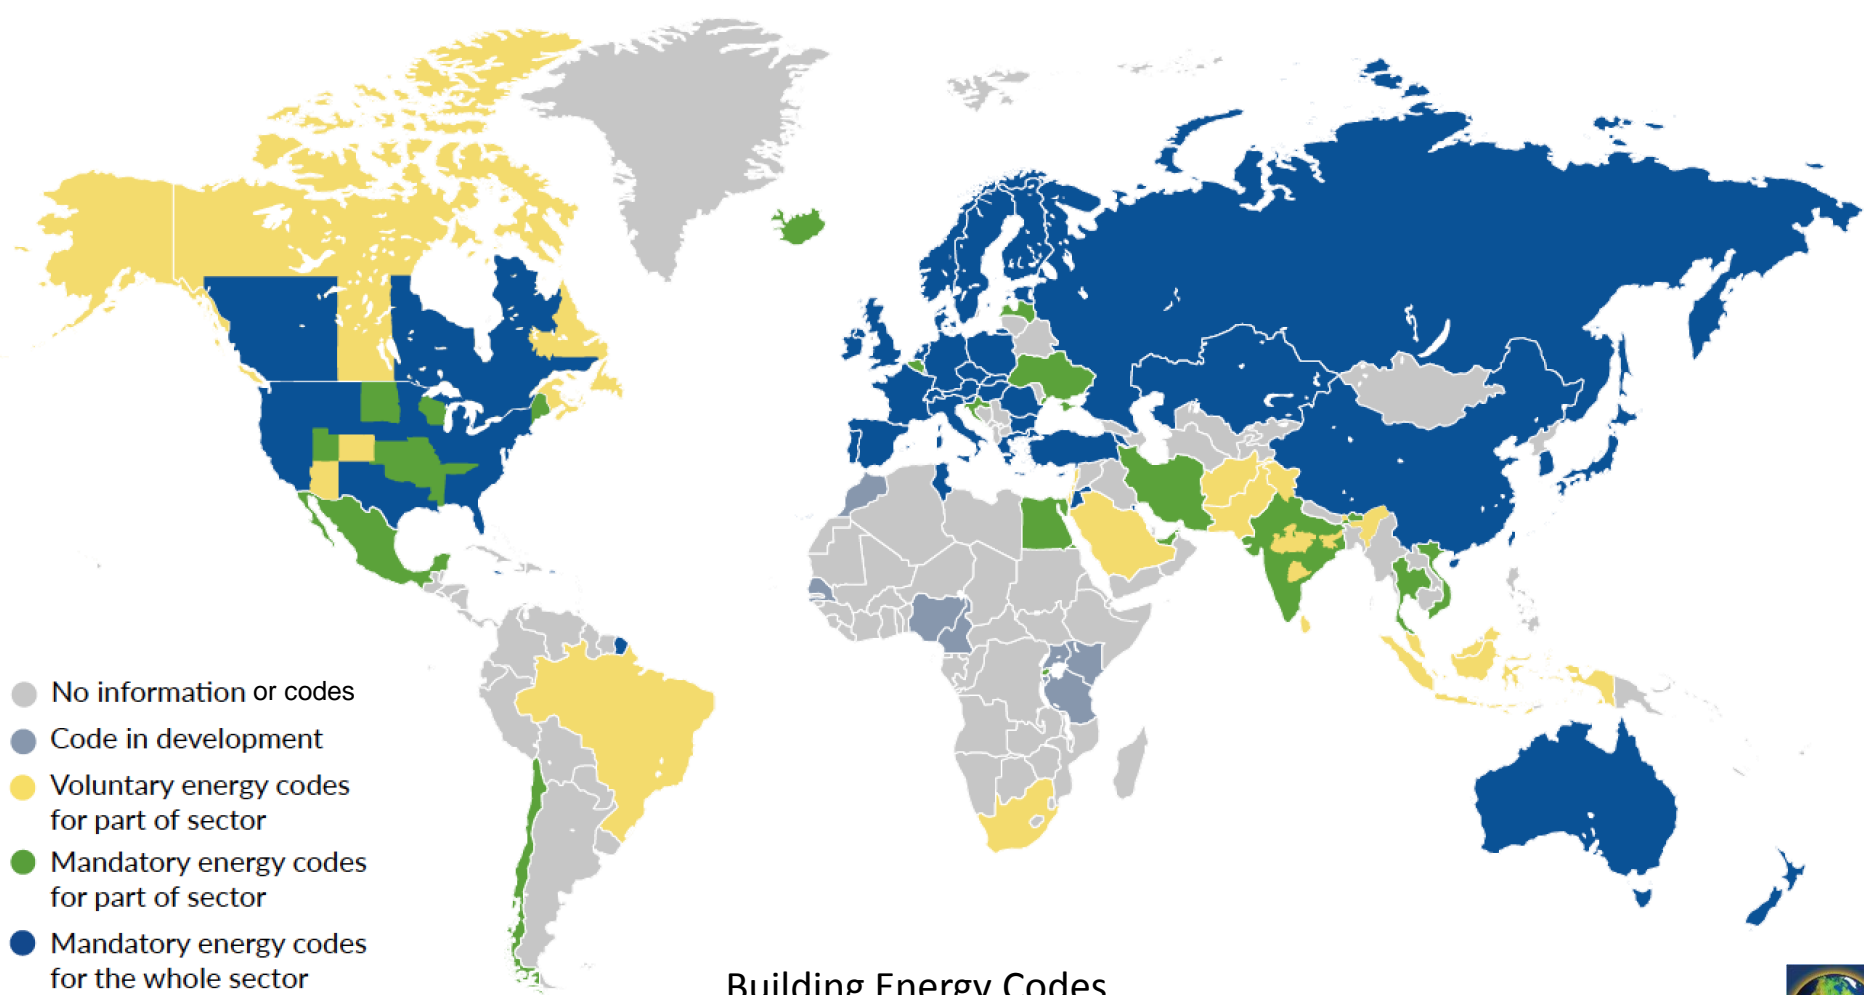 No information or codes
Code in development
Voluntary energy codes
for part of sector
Mandatory energy codes
for part of sector
Mandatory energy codes
for the whole sector
Building Energy Codes